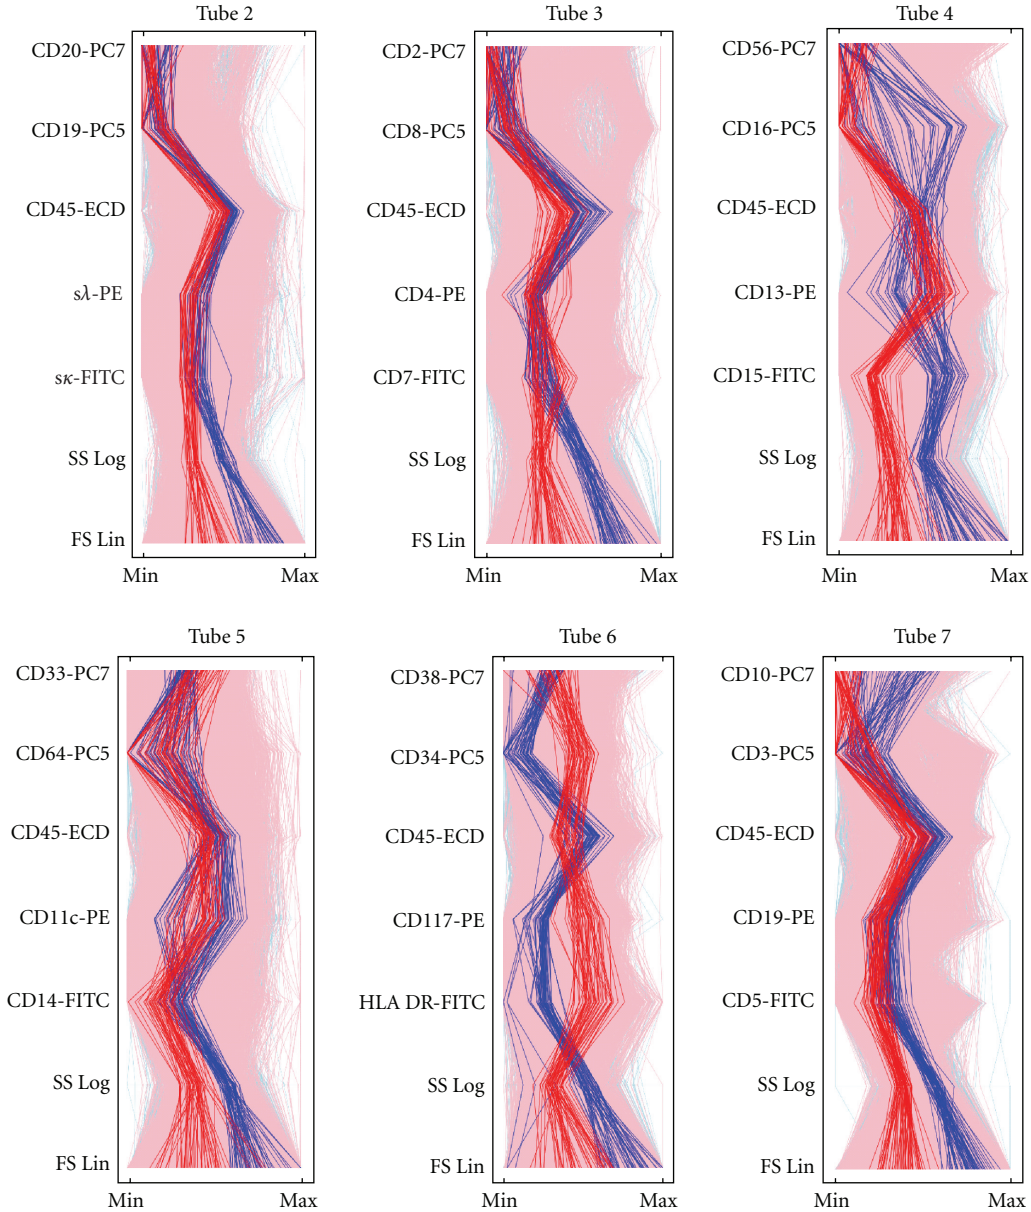 Tube 2
CD20-PC7
CD19-PC5
CD45-ECD
sλ-PE
sκ-FITC
SS Log
FS Lin
Min Max
Tube 3
CD2-PC7
CD8-PC5
CD45-ECD
CD4-PE
CD7-FITC
SS Log
FS Lin
Min Max
Tube 4
CD56-PC7
CD16-PC5
CD45-ECD
CD13-PE
CD15-FITC
SS Log
FS Lin
Min Max
Tube 5
CD33-PC7
CD64-PC5
CD45-ECD
CD11c-PE
CD14-FITC
SS Log
FS Lin
Min Max
Tube 6
CD38-PC7
CD34-PC5
CD45-ECD
CD117-PE
HLA DR-FITC
SS Log
FS Lin
Min Max
Tube 7
CD10-PC7
CD3-PC5
CD45-ECD
CD19-PE
CD5-FITC
SS Log
FS Lin
Min Max